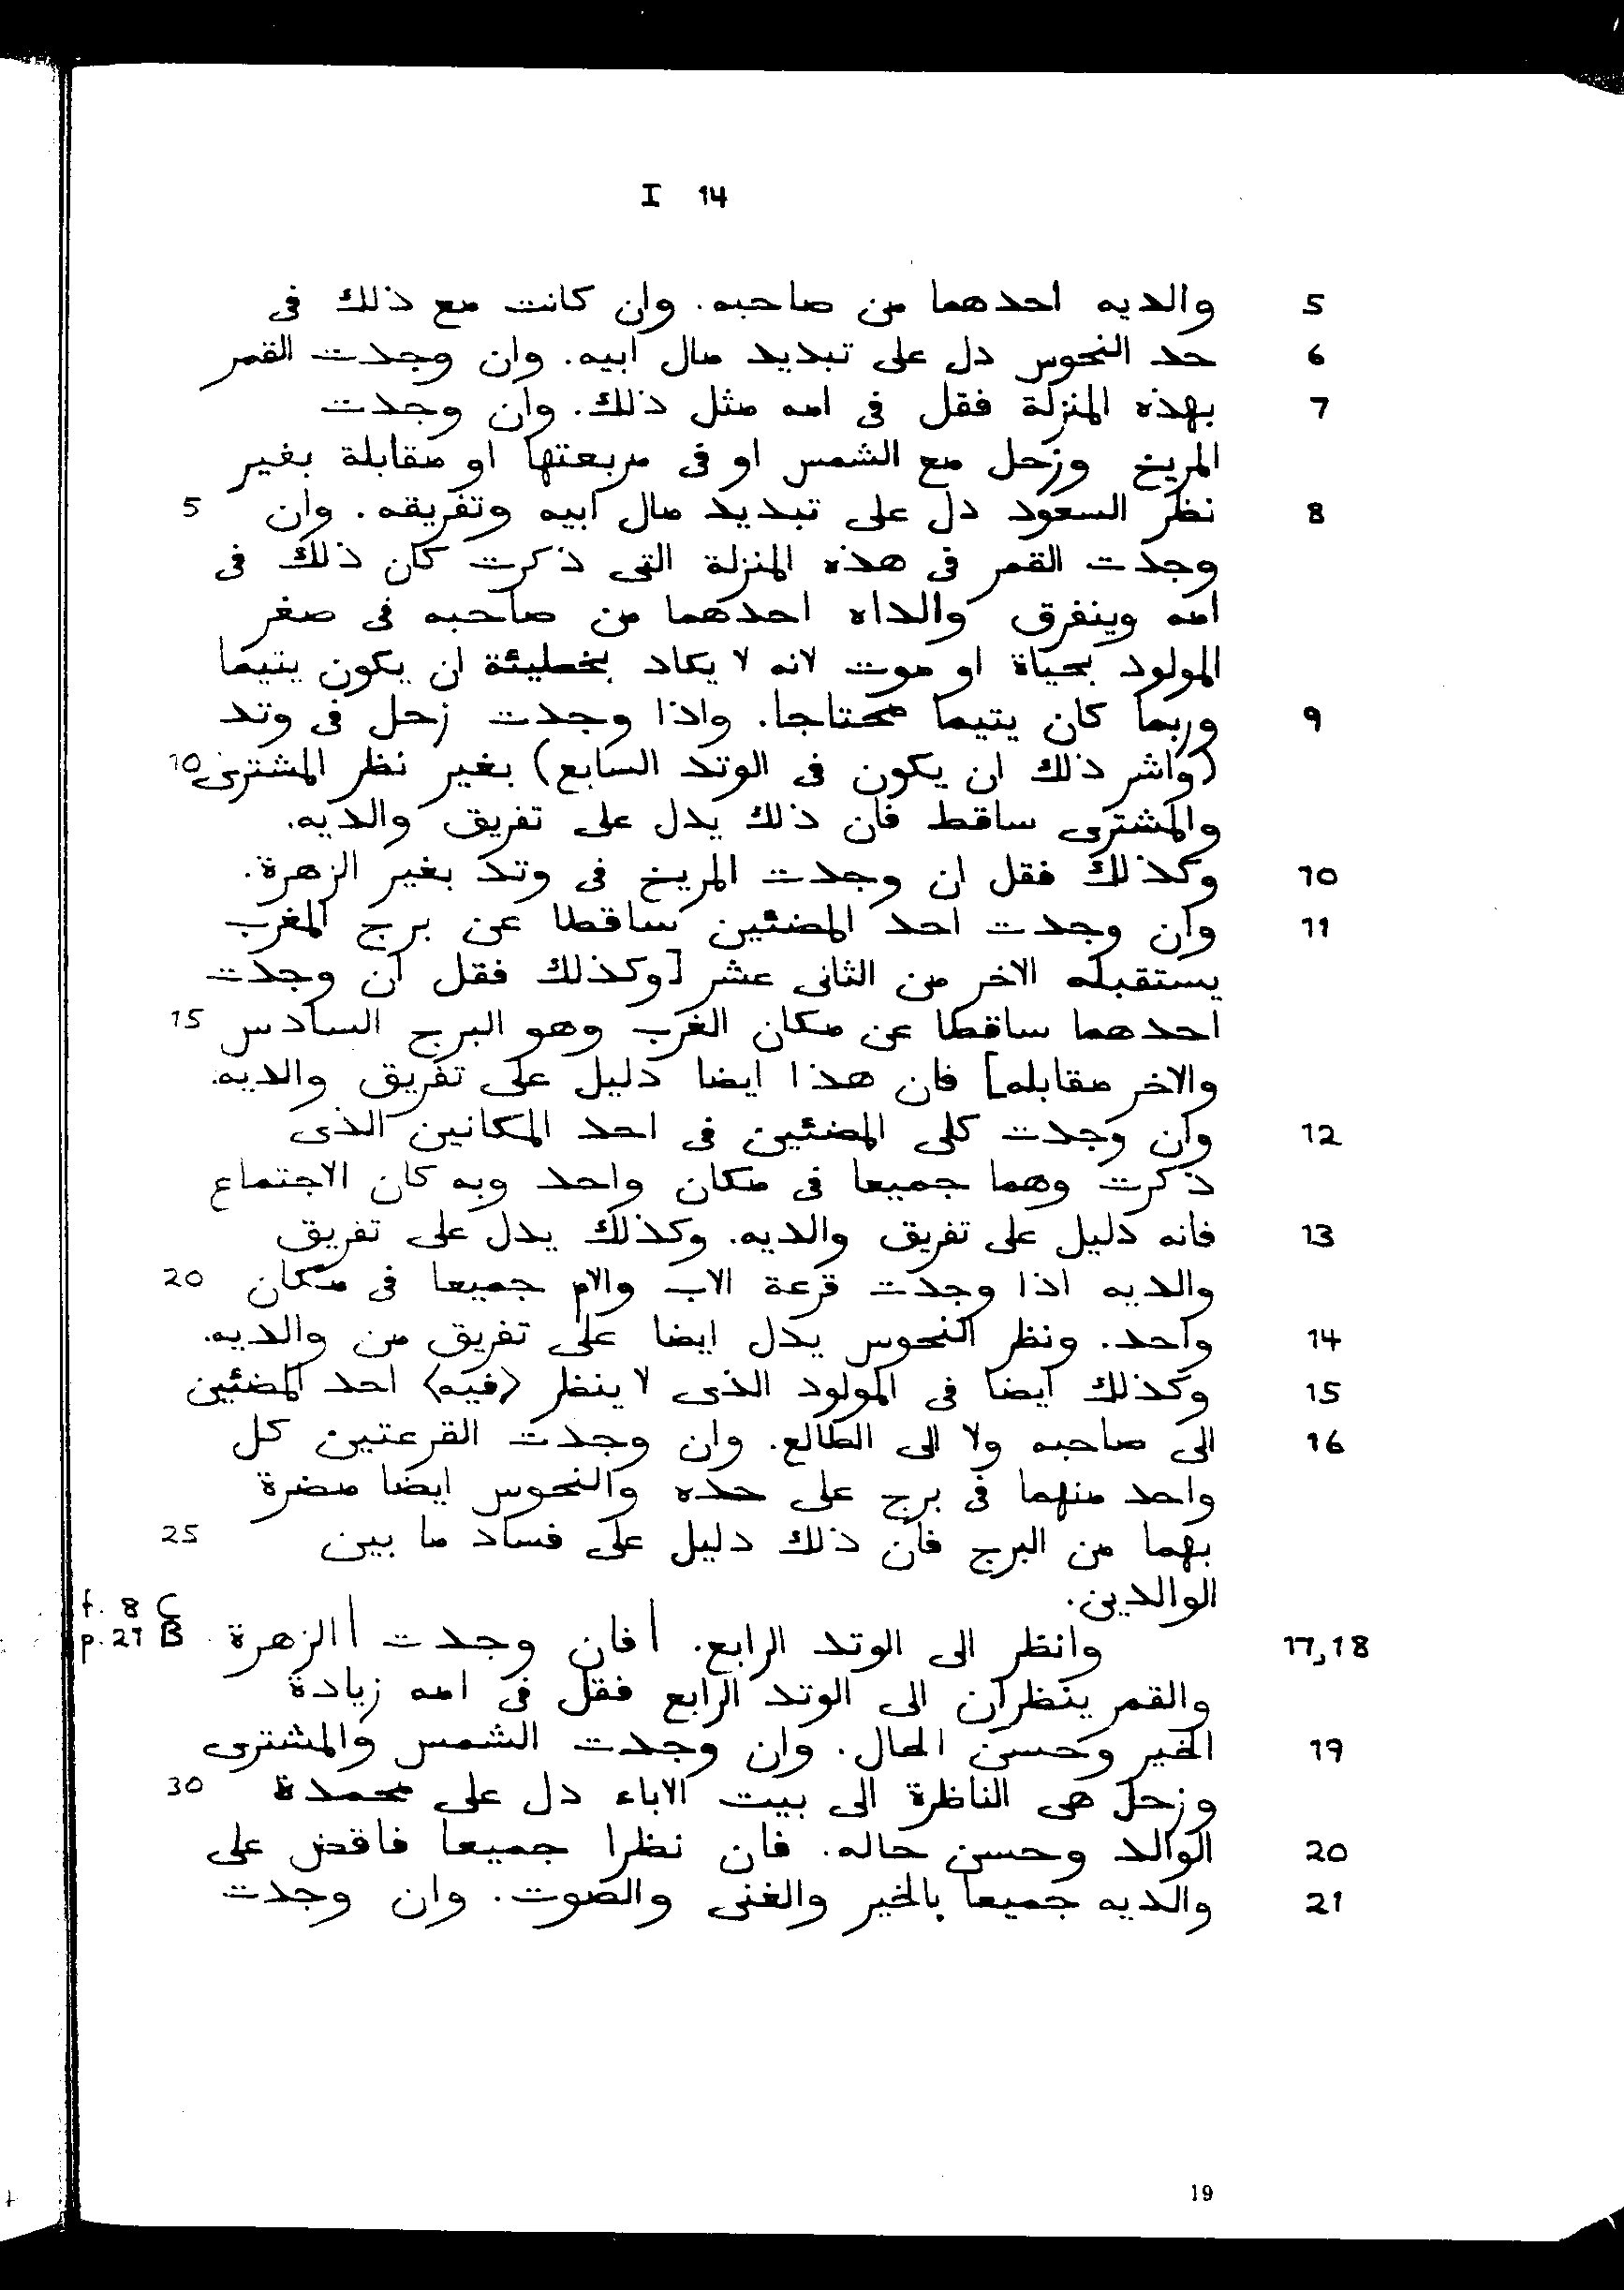 I 14
5 والديه احدهما من صاحبه. وان كانت مع ذلك فى
6 حد النحوس دل على تبديد مال ابيه. وان وجدت القمر
7 بهذه المنزلة فقل فى امه مثل ذلك. وان وجدت
المريخ وزحل مع الشمس او فى مربعتها او مقابلة بغير
8 نظر السعود دل على تبديد مال ابيه وتفريقه. وان 5
وجدت القمر فى هذه المنزلة التى ذكرت كان ذلك فى
امه وينفرق والداه احدهما من صاحبه فى صغر
المولود بحياة او موت لانه لا يكاد بخطيئة ان يكون يتيما
9 وربما كان يتيما محتاجا. واذا وجدت زحل فى وتد
(واشر ذلك ان يكون فى الوتد السابع) بغير نظر المشترى 10
والمشترى ساقط فان ذلك يدل على تفريق والديه.
10 وكذلك فقل ان وجدت المريخ فى وتد بغير الزهرة.
11 وان وجدت احد المضئين ساقطا عن برج المغرب
يستقبله الاخر من الثانى عشر [وكذلك فقل ان وجدت
احدهما ساقطا عن مكان الغرب وهو البرج السادس 15
والاخر مقابله] فان هذا ايضا دليل على تفريق والديه.
12 وان وجدت كلى المضئين فى احد المكانين الذى
ذكرت وهما جميعا فى مكان واحد وبه كان الاجتماع
13 فانه دليل على تفريق والديه. وكذلك يدل على تفريق
والديه اذا وجدت قرعة الاب والام جميعا فى مكان 20
14 واحد. ونظر النحوس يدل ايضا على تفريق من والديه.
15 وكذلك ايضا فى المولود الذى لا ينظر ⟨فيه⟩ احد المضئين
16 الى صاحبه ولا الى الطالع. وان وجدت القرعتين كل
واحد منهما فى برج على حده والنحوس ايضا مضرة
بهما من البرج فان ذلك دليل على فساد ما بين 25
الوالدين.
f. 8 C
17,18 وانظر الى الوتد الرابع. | فان وجدت | الزهرة p. 27 B
والقمر ينظران الى الوتد الرابع فقل فى امه زيادة
19 الخير وحسن الحال. وان وجدت الشمس والمشترى
وزحل هى الناظرة الى بيت الاباء دل على محمدة 30
20 الوالد وحسن حاله. فان نظرا جميعا فاقض على
21 والديه جميعا بالخير والغنى والصوت. وان وجدت
19